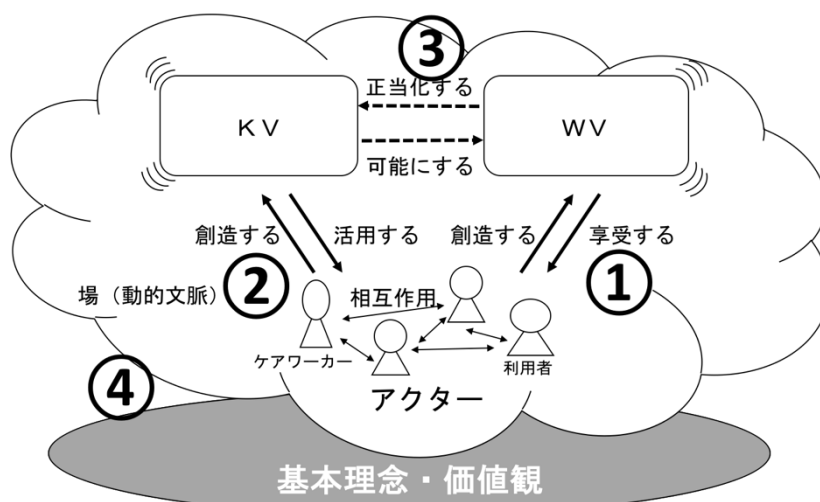 ③
正当化する
ＫＶ
ＷＶ
可能にする
創造する
活用する
創造する
享受する
②
①
場（動的文脈）
相互作用
ケアワーカー
利用者
アクター
④
基本理念・価値観